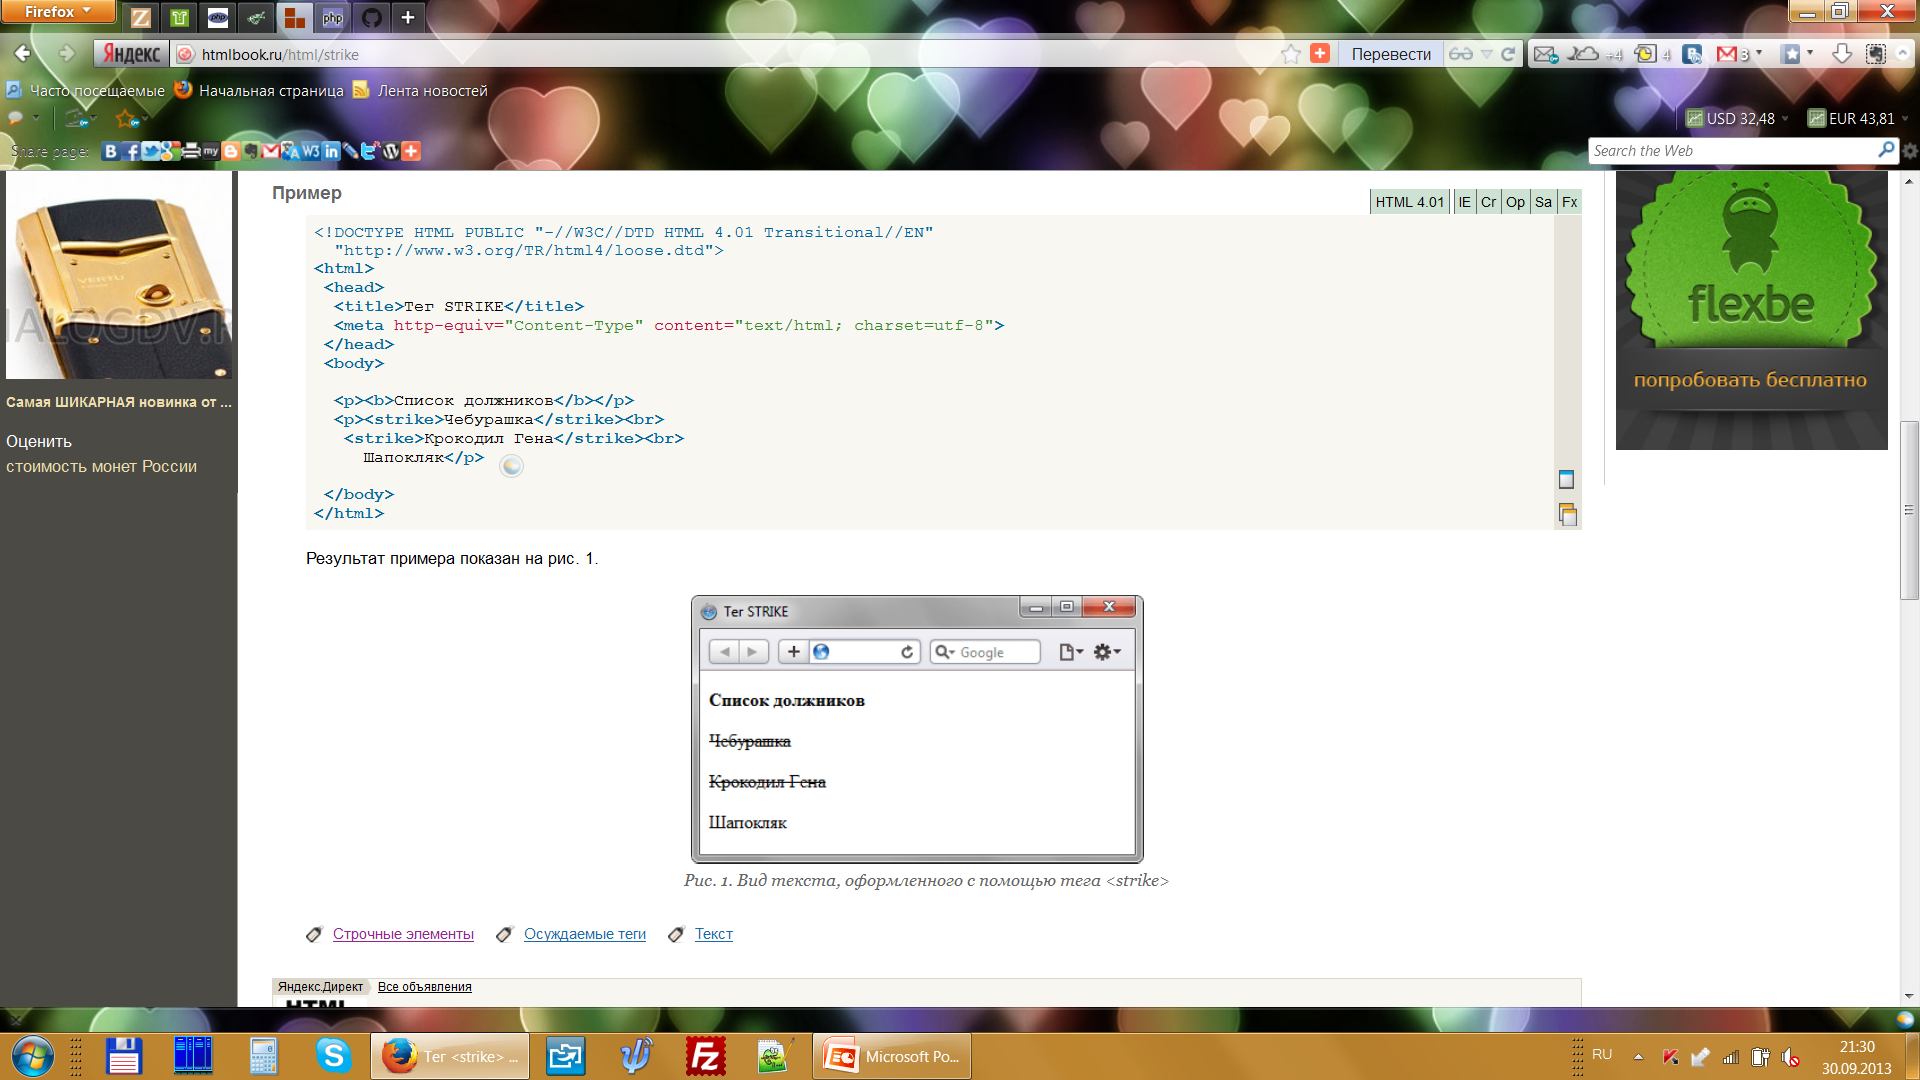 Firefox
Яндекс
htmlbook.ru/html/strike
Перевести
+4
4
3
Часто посещаемые
Начальная страница
Лента новостей
USD 32,48
EUR 43,81
Share page:
Search the Web
VERTU
Самая ШИКАРНАЯ новинка от ...
Оценить
стоимость монет России
Пример
HTML 4.01 IE Cr Op Sa Fx
<!DOCTYPE HTML PUBLIC "-//W3C//DTD HTML 4.01 Transitional//EN"
"http://www.w3.org/TR/html4/loose.dtd">
<html>
<head>
<title>Тег STRIKE</title>
<meta http-equiv="Content-Type" content="text/html; charset=utf-8">
</head>
<body>
<p><b>Список должников</b></p>
<p><strike>Чебурашка</strike><br>
<strike>Крокодил Гена</strike><br>
Шапокляк</p>
</body>
</html>
flexbe
попробовать бесплатно
Результат примера показан на рис. 1.
Тег STRIKE
Google
Список должников
Чебурашка
Крокодил Гена
Шапокляк
Рис. 1. Вид текста, оформленного с помощью тега <strike>
Строчные элементы
Осуждаемые теги
Текст
Яндекс.Директ
Все объявления
Тег <strike> ...
Microsoft Po...
RU
21:30
30.09.2013